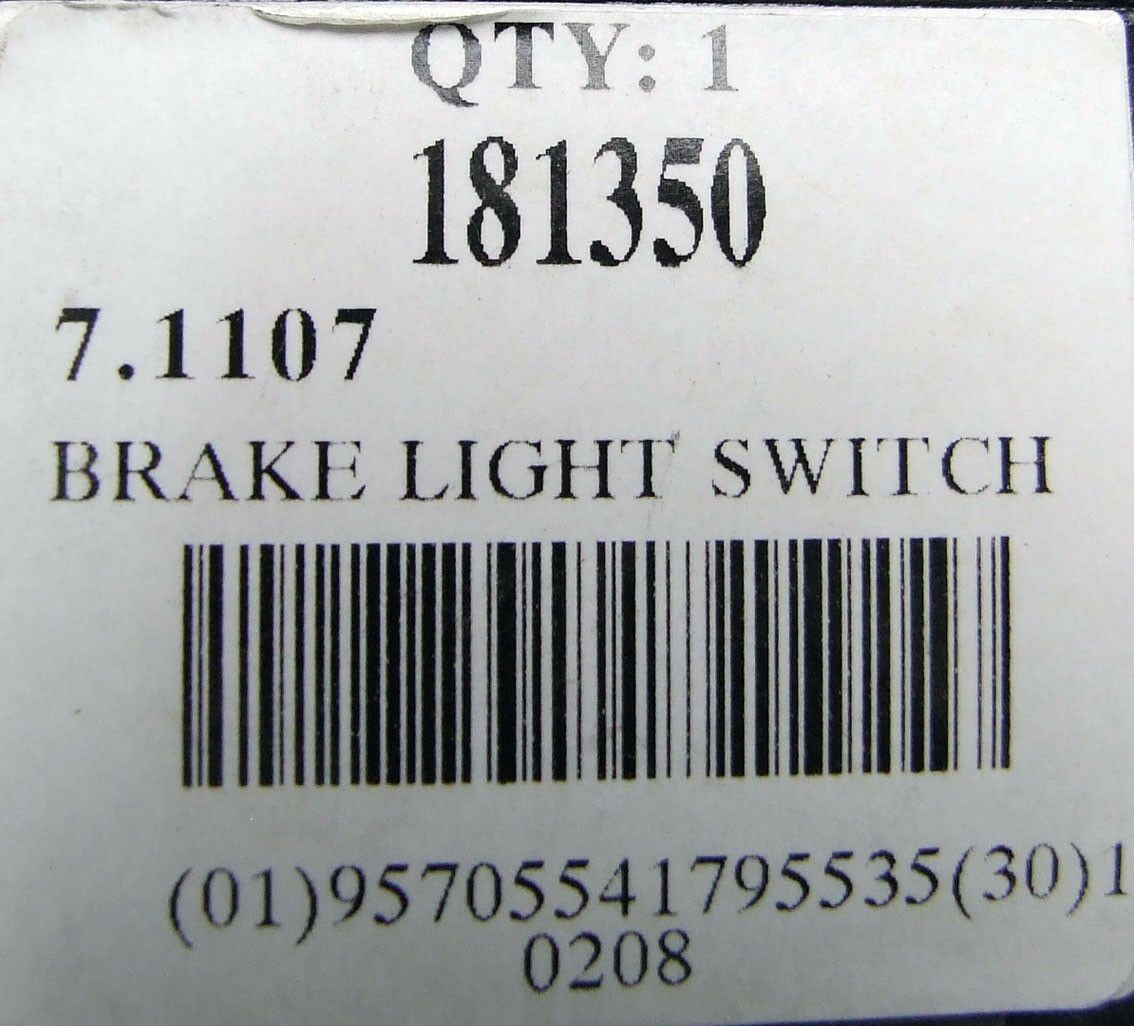 QTY: 1
181350
7.1107
BRAKE LIGHT SWITCH
(01)95705541795535(30)1
0208